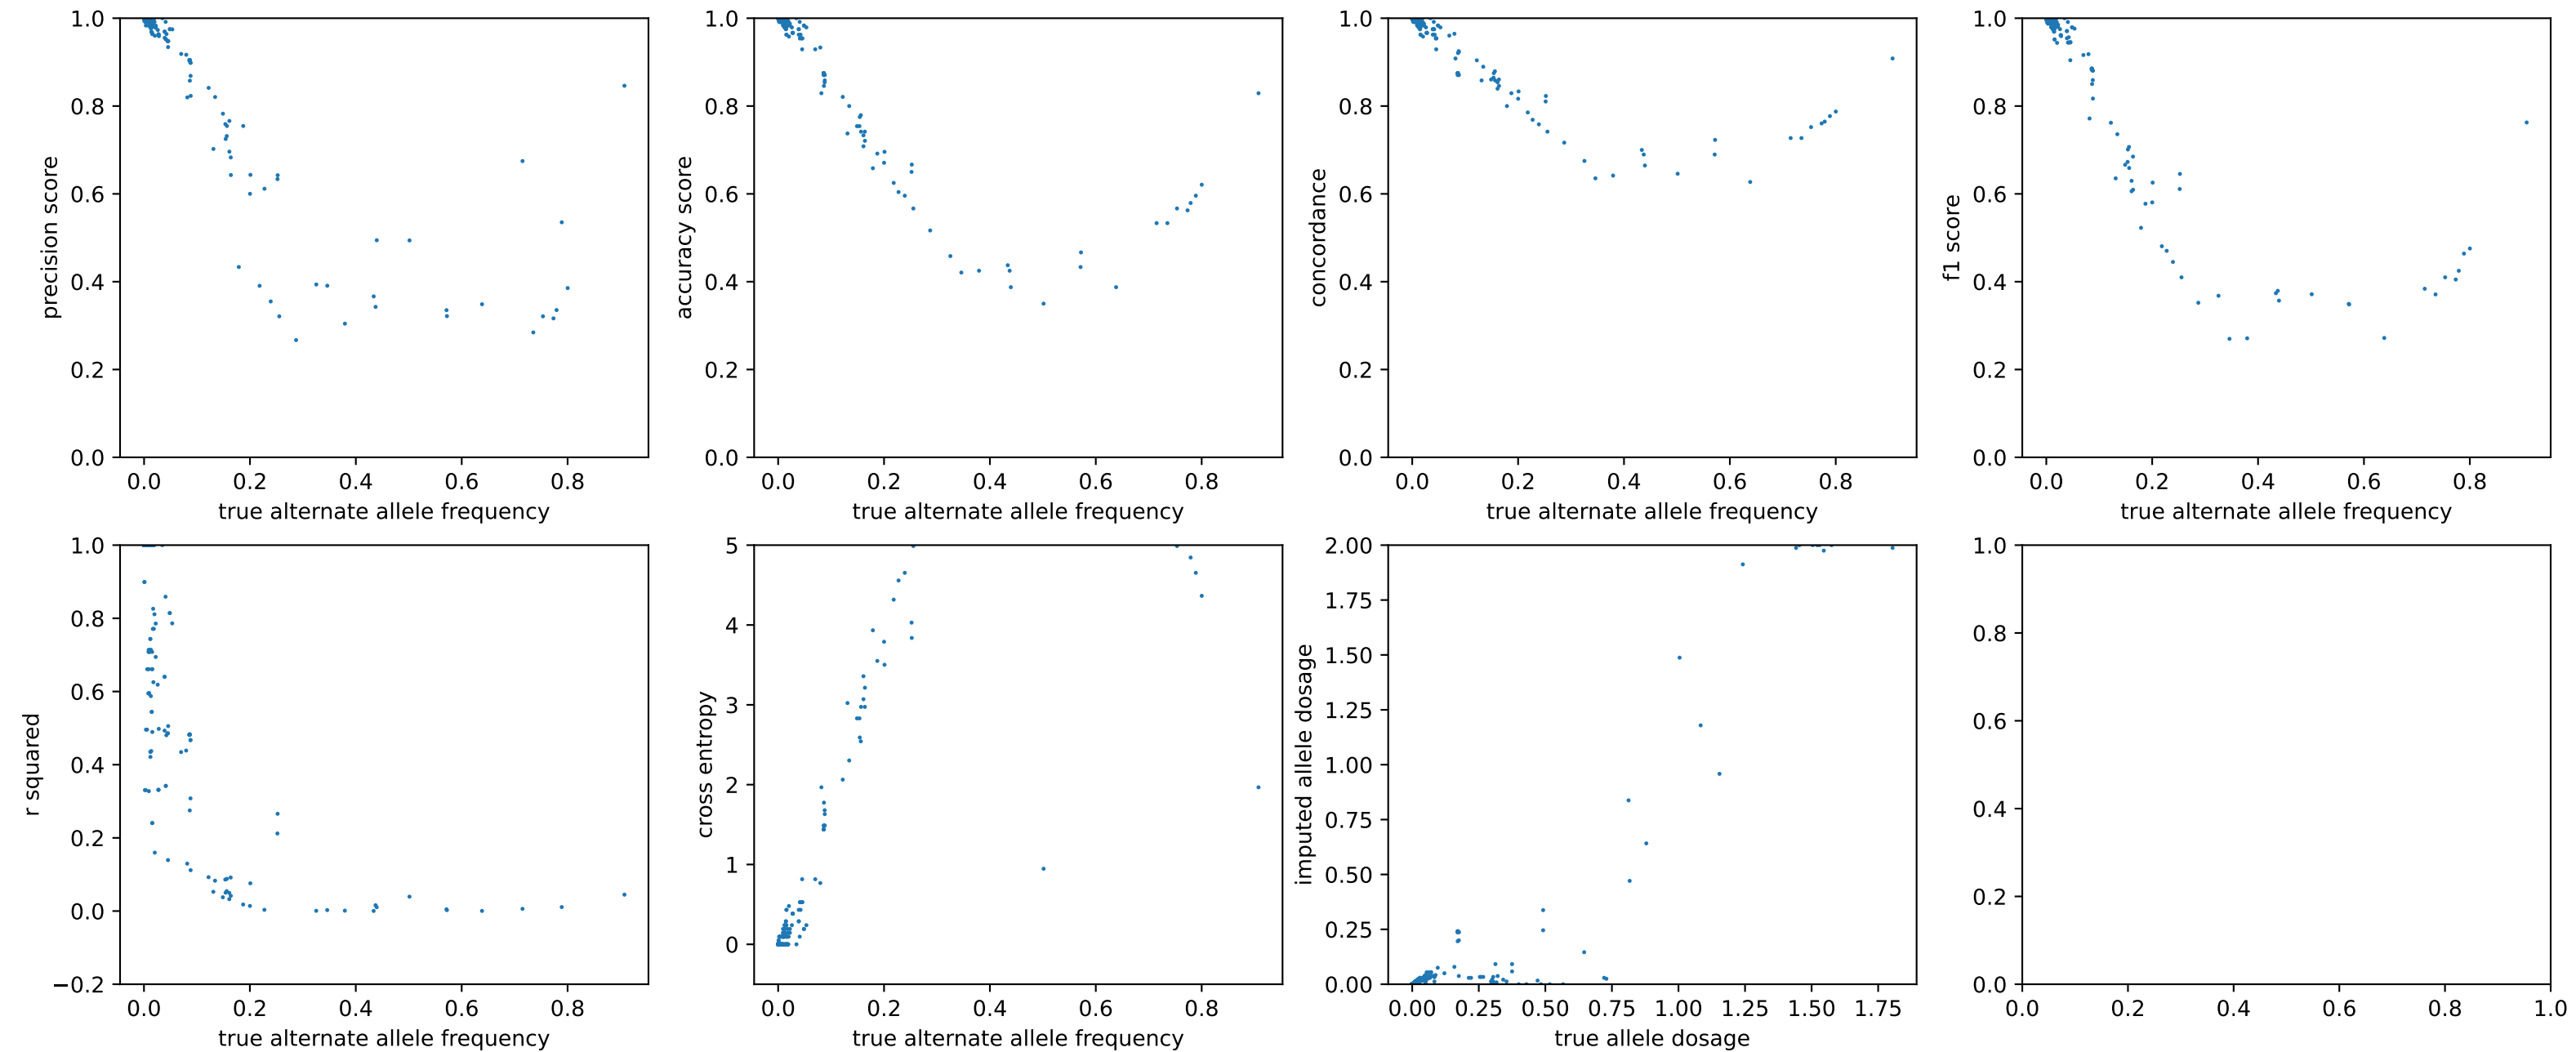 1.0
0.8
0.6
0.4
0.2
0.0
precision score
0.0 0.2 0.4 0.6 0.8
true alternate allele frequency
1.0
0.8
0.6
0.4
0.2
0.0
accuracy score
0.0 0.2 0.4 0.6 0.8
true alternate allele frequency
1.0
0.8
0.6
0.4
0.2
0.0
concordance
0.0 0.2 0.4 0.6 0.8
true alternate allele frequency
1.0
0.8
0.6
0.4
0.2
0.0
f1 score
0.0 0.2 0.4 0.6 0.8
true alternate allele frequency
1.0
0.8
0.6
0.4
0.2
0.0
−0.2
r squared
0.0 0.2 0.4 0.6 0.8
true alternate allele frequency
5
4
3
2
1
0
cross entropy
0.0 0.2 0.4 0.6 0.8
true alternate allele frequency
2.00
1.75
1.50
1.25
1.00
0.75
0.50
0.25
0.00
imputed allele dosage
0.00 0.25 0.50 0.75 1.00 1.25 1.50 1.75
true allele dosage
1.0
0.8
0.6
0.4
0.2
0.0
0.0 0.2 0.4 0.6 0.8 1.0